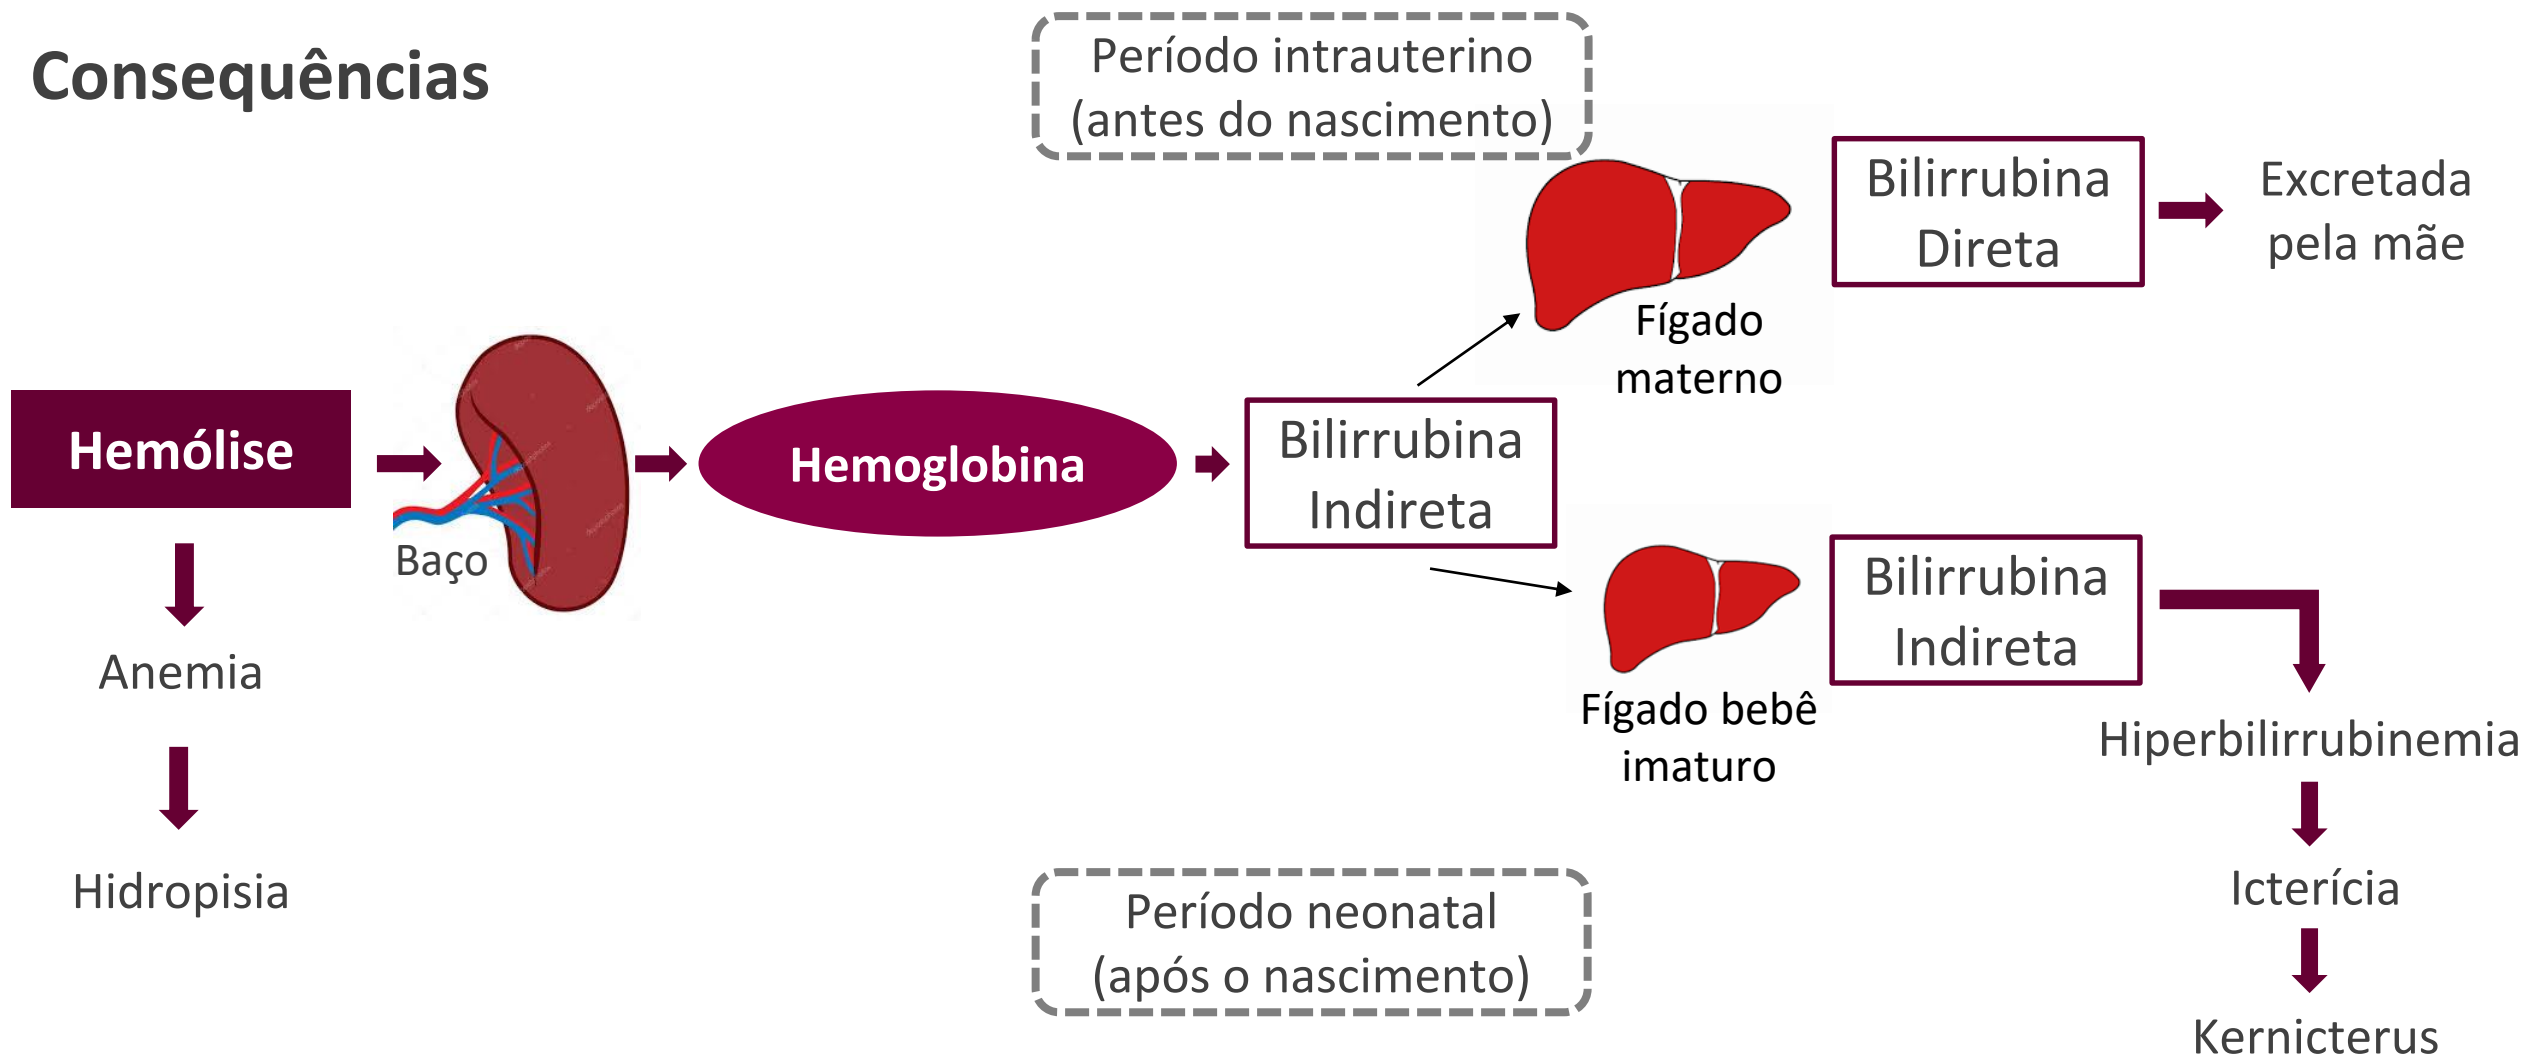 Consequências
Período intrauterino
(antes do nascimento)
Bilirrubina
Direta
Excretada
pela mãe
Fígado
materno
Hemólise
Baço
Hemoglobina
Bilirrubina
Indireta
Fígado bebê
imaturo
Bilirrubina
Indireta
Anemia
Hidropisia
Hiperbilirrubinemia
Icterícia
Kernicterus
Período neonatal
(após o nascimento)